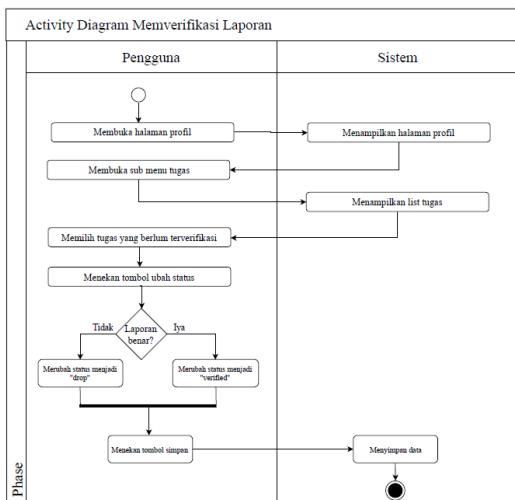 Activity Diagram Memverifikasi Laporan
Pengguna
Sistem
Membuka halaman profil
Menampilkan halaman profil
Membuka sub menu tugas
Menampilkan list tugas
Memilih tugas yang berlum terverifikasi
Menekan tombol ubah status
Tidak
Laporan
benar?
Iya
Merubah status menjadi
"drop"
Merubah status menjadi
"verified"
Menekan tombol simpan
Menyimpan data
Phase